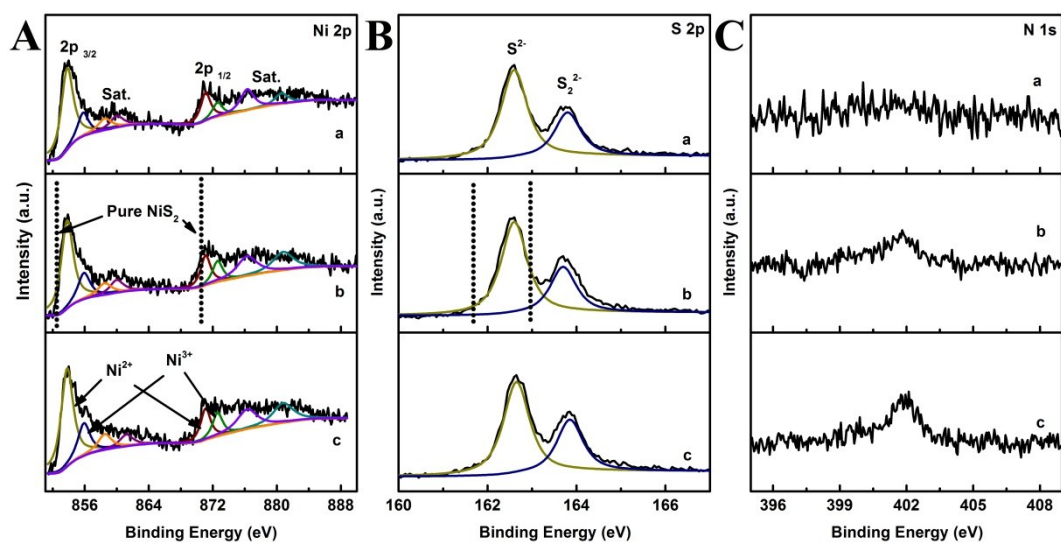 A
Ni 2p
2p 3/2
Sat.
2p 1/2
Sat.
a
Pure NiS2
b
Ni2+
Ni3+
c
856 864 872 880 888
Binding Energy (eV)
Intensity (a.u.)
B
S 2p
S2-
S22-
a
b
c
160 162 164 166
Binding Energy (eV)
Intensity (a.u.)
C
N 1s
a
b
c
396 399 402 405 408
Binding Energy (eV)
Intensity (a.u.)